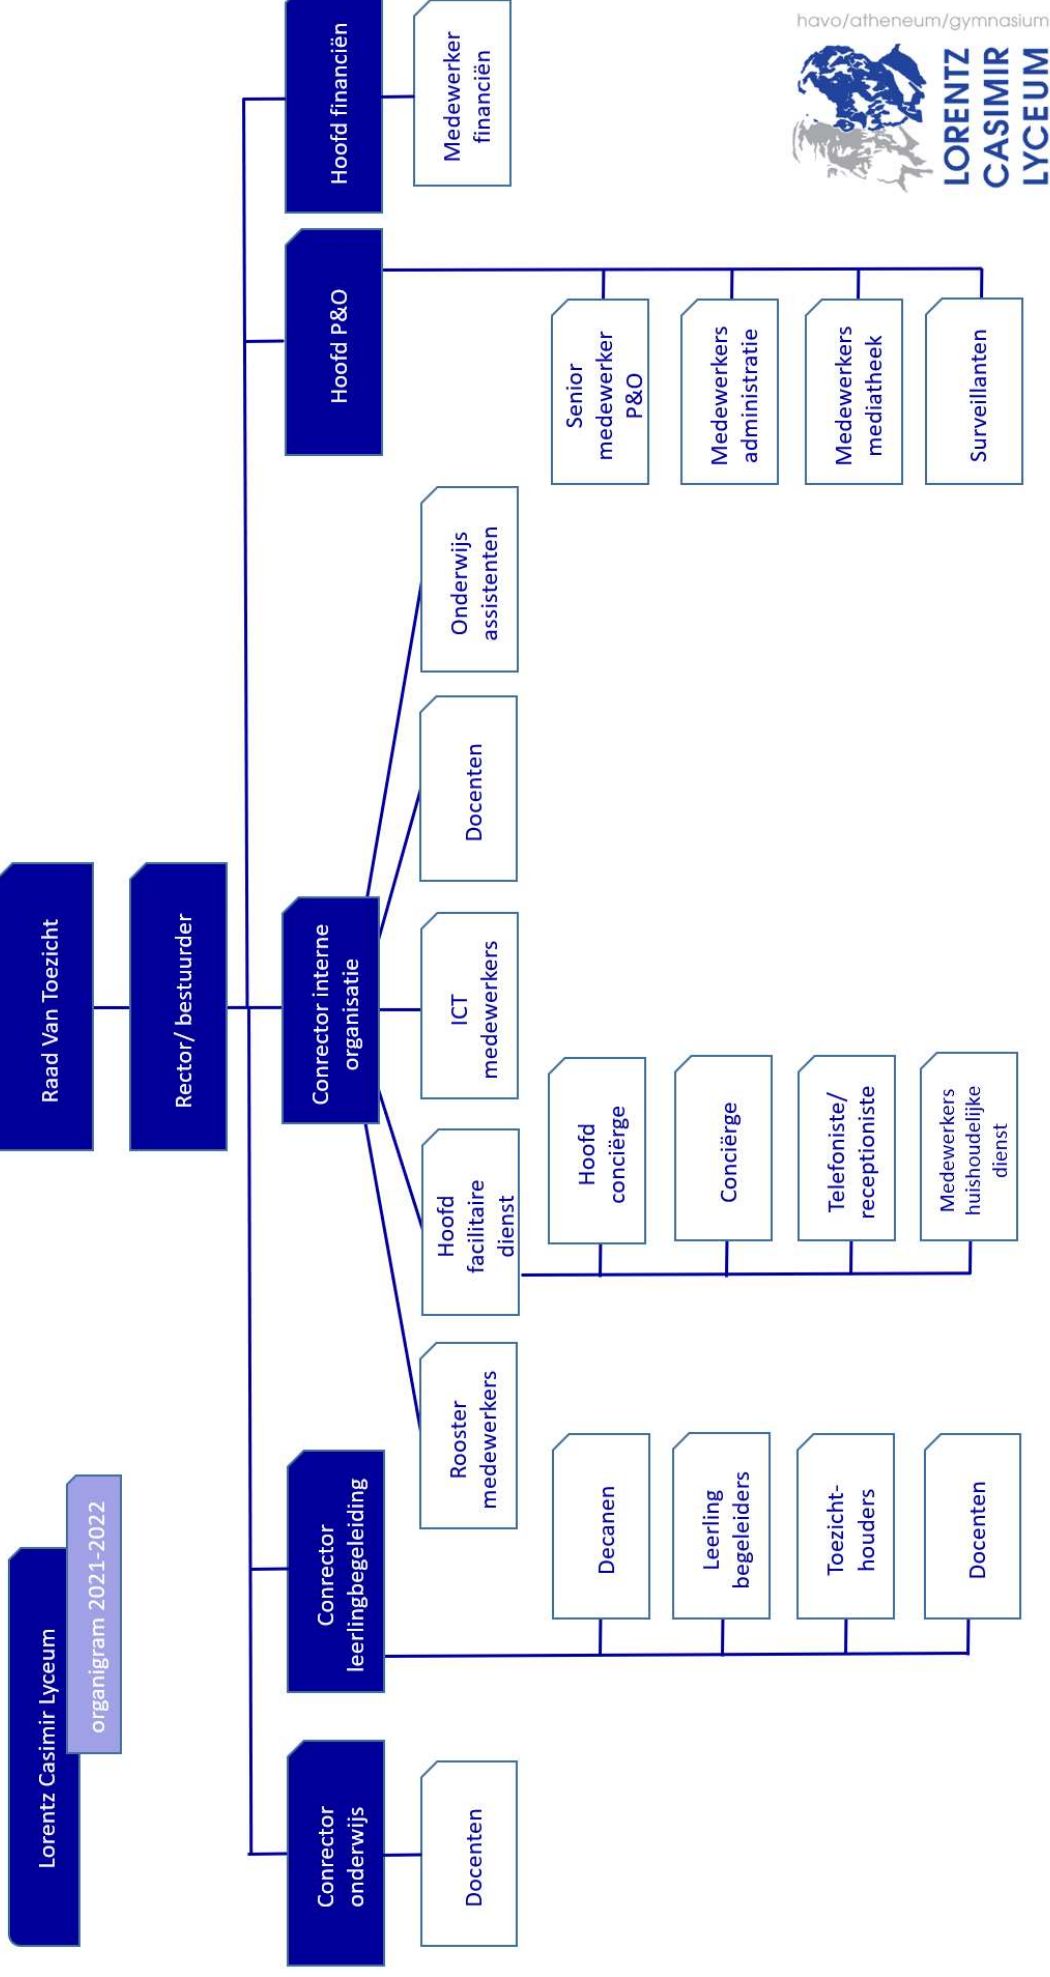 Lorentz Casimir Lyceum
organigram 2021-2022
Raad Van Toezicht
Rector/ bestuurder
Conrector
onderwijs
Conrector
leerlingbegeleiding
Conrector interne
organisatie
Hoofd P&O
Hoofd financiën
Docenten
Rooster
medewerkers
Hoofd
facilitaire
dienst
ICT
medewerkers
Docenten
Onderwijs
assistenten
Medewerker
financiën
Decanen
Leerling
begeleiders
Toezicht-
houders
Docenten
Hoofd
conciërge
Conciërge
Telefoniste/
receptioniste
Medewerkers
huishoudelijke
dienst
Senior
medewerker
P&O
Medewerkers
administratie
Medewerkers
mediatheek
Surveillanten
havo/atheneum/gymnasium
LORENTZ
CASIMIR
LYCEUM